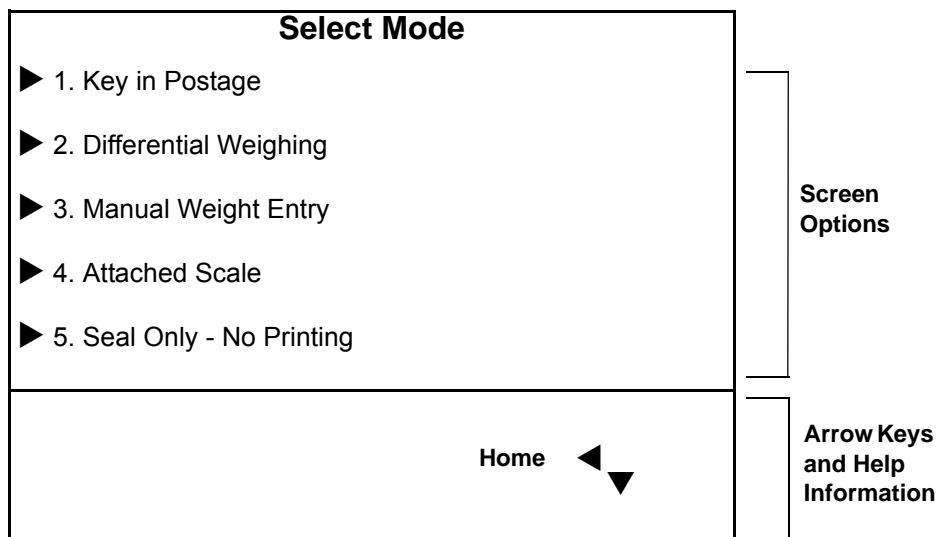 Select Mode
1. Key in Postage
2. Differential Weighing
3. Manual Weight Entry
4. Attached Scale
5. Seal Only - No Printing
Screen
Options
Home
Arrow Keys
and Help
Information